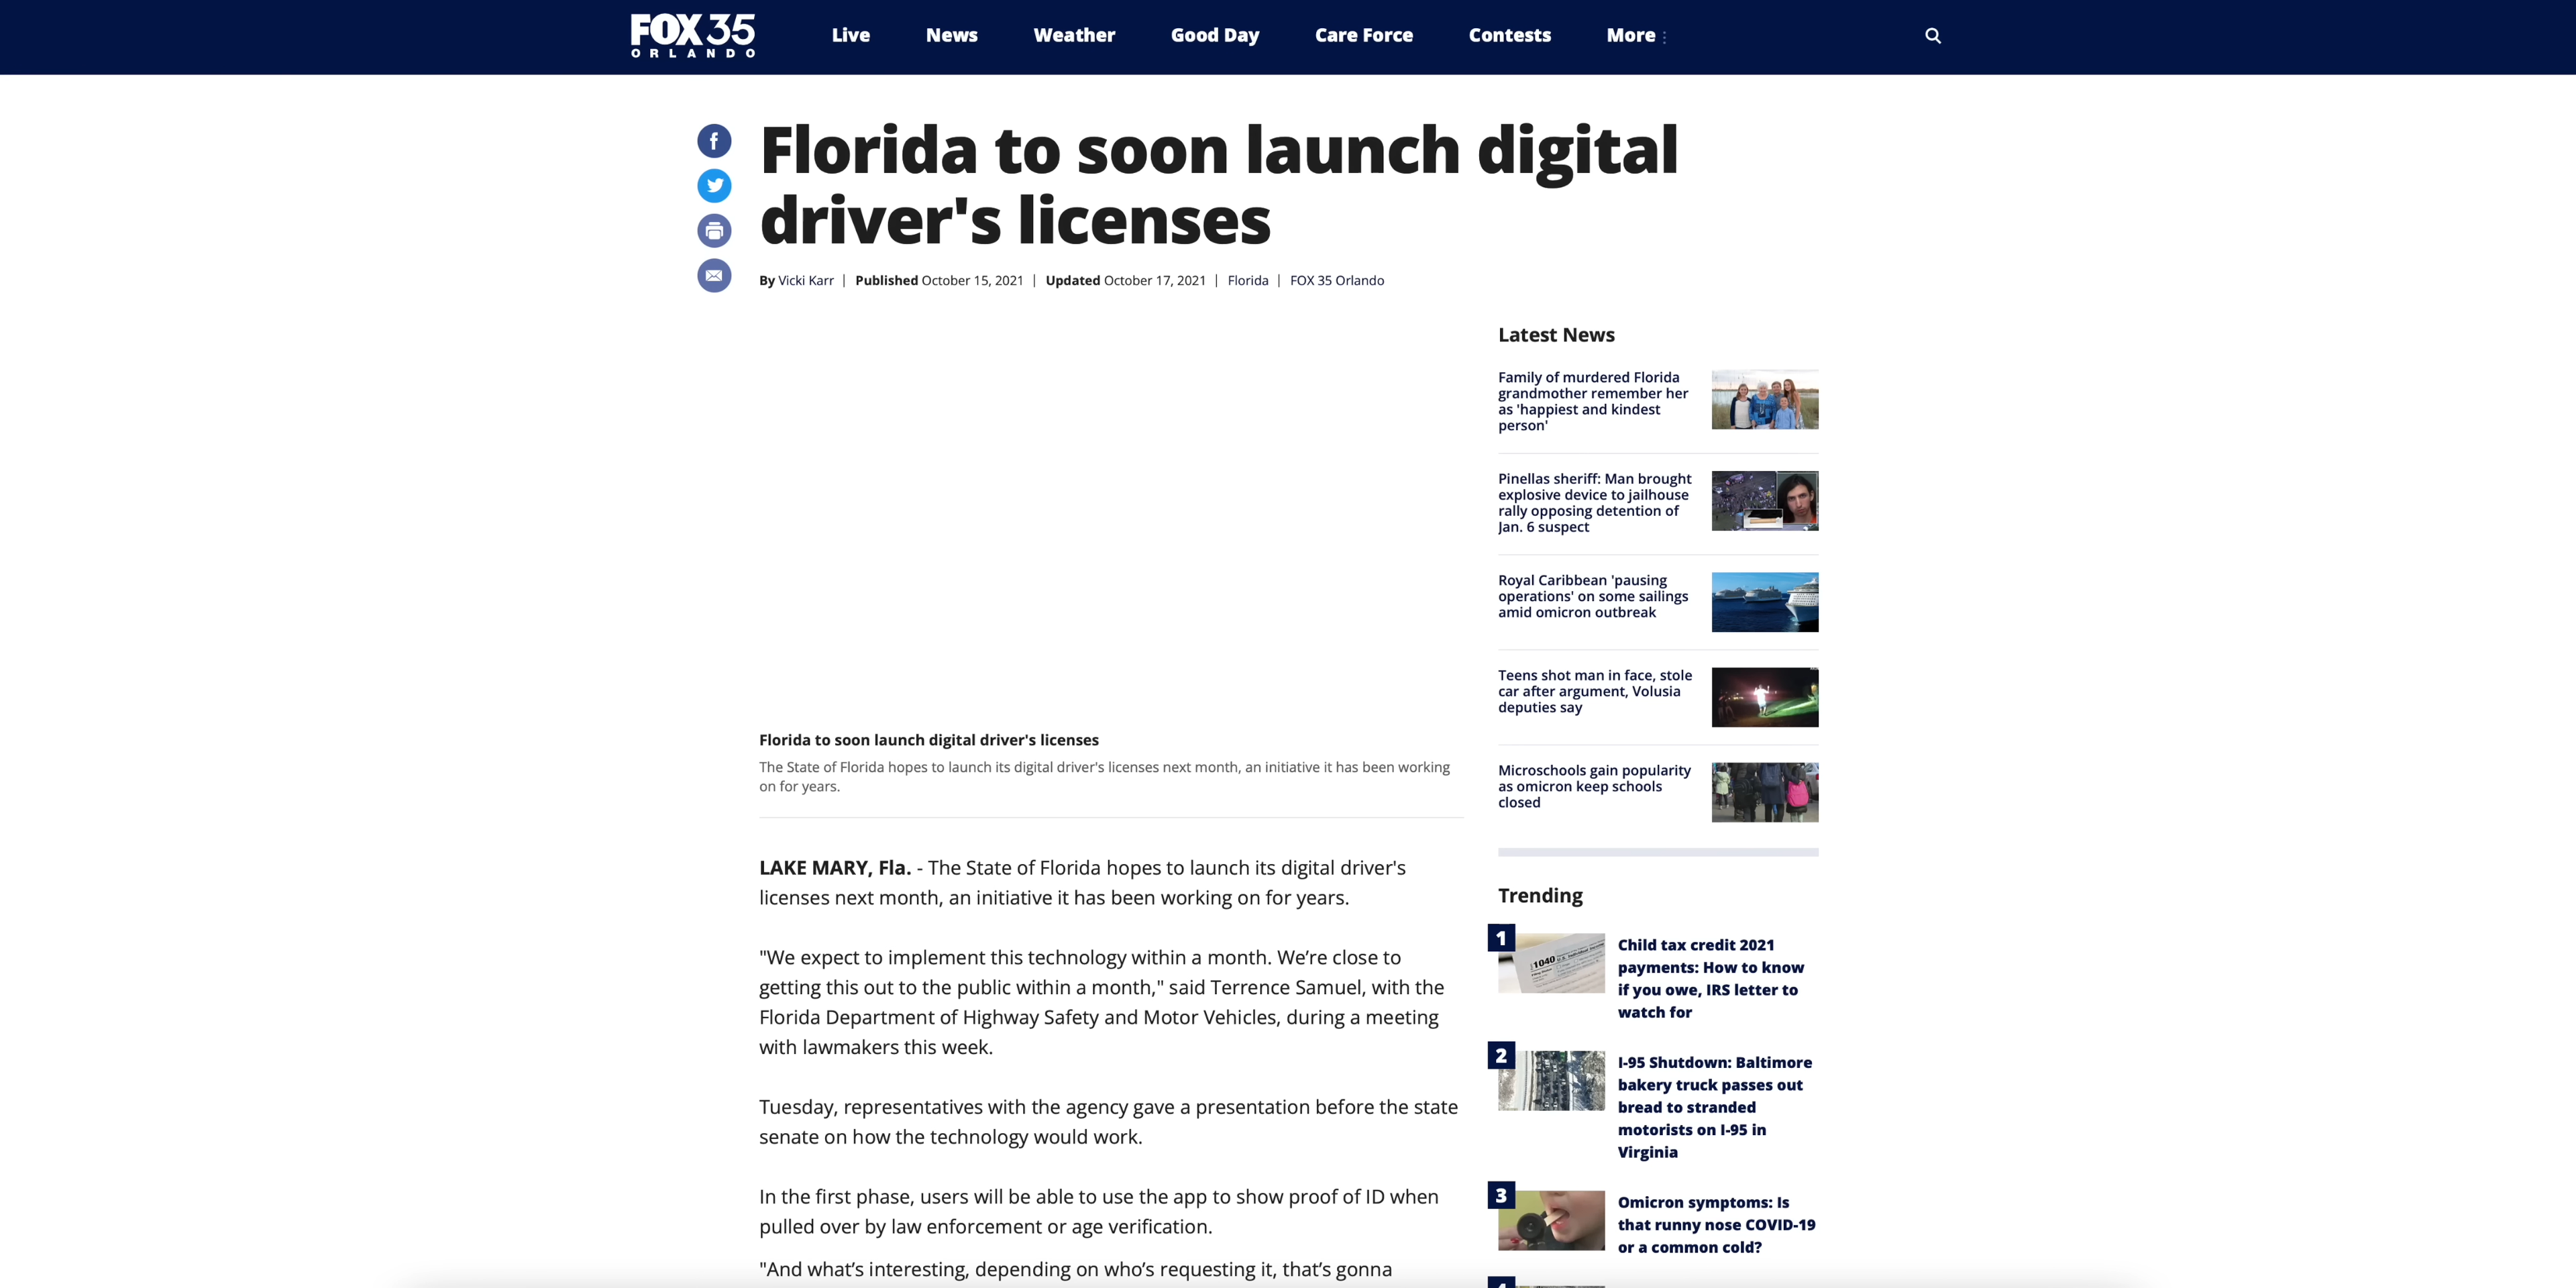 FOX 35
ORLANDO
Live
News
Weather
Good Day
Care Force
Contests
More
Florida to soon launch digital
driver's licenses
By Vicki Karr | Published October 15, 2021 | Updated October 17, 2021 | Florida | FOX 35 Orlando
Florida to soon launch digital driver's licenses
The State of Florida hopes to launch its digital driver's licenses next month, an initiative it has been working
on for years.
LAKE MARY, Fla. - The State of Florida hopes to launch its digital driver's
licenses next month, an initiative it has been working on for years.
"We expect to implement this technology within a month. We’re close to
getting this out to the public within a month," said Terrence Samuel, with the
Florida Department of Highway Safety and Motor Vehicles, during a meeting
with lawmakers this week.
Tuesday, representatives with the agency gave a presentation before the state
senate on how the technology would work.
In the first phase, users will be able to use the app to show proof of ID when
pulled over by law enforcement or age verification.
"And what’s interesting, depending on who’s requesting it, that’s gonna
Latest News
Family of murdered Florida
grandmother remember her
as 'happiest and kindest
person'
Pinellas sheriff: Man brought
explosive device to jailhouse
rally opposing detention of
Jan. 6 suspect
Royal Caribbean 'pausing
operations' on some sailings
amid omicron outbreak
Teens shot man in face, stole
car after argument, Volusia
deputies say
Microschools gain popularity
as omicron keep schools
closed
Trending
1
1040
Child tax credit 2021
payments: How to know
if you owe, IRS letter to
watch for
2
I-95 Shutdown: Baltimore
bakery truck passes out
bread to stranded
motorists on I-95 in
Virginia
3
Omicron symptoms: Is
that runny nose COVID-19
or a common cold?